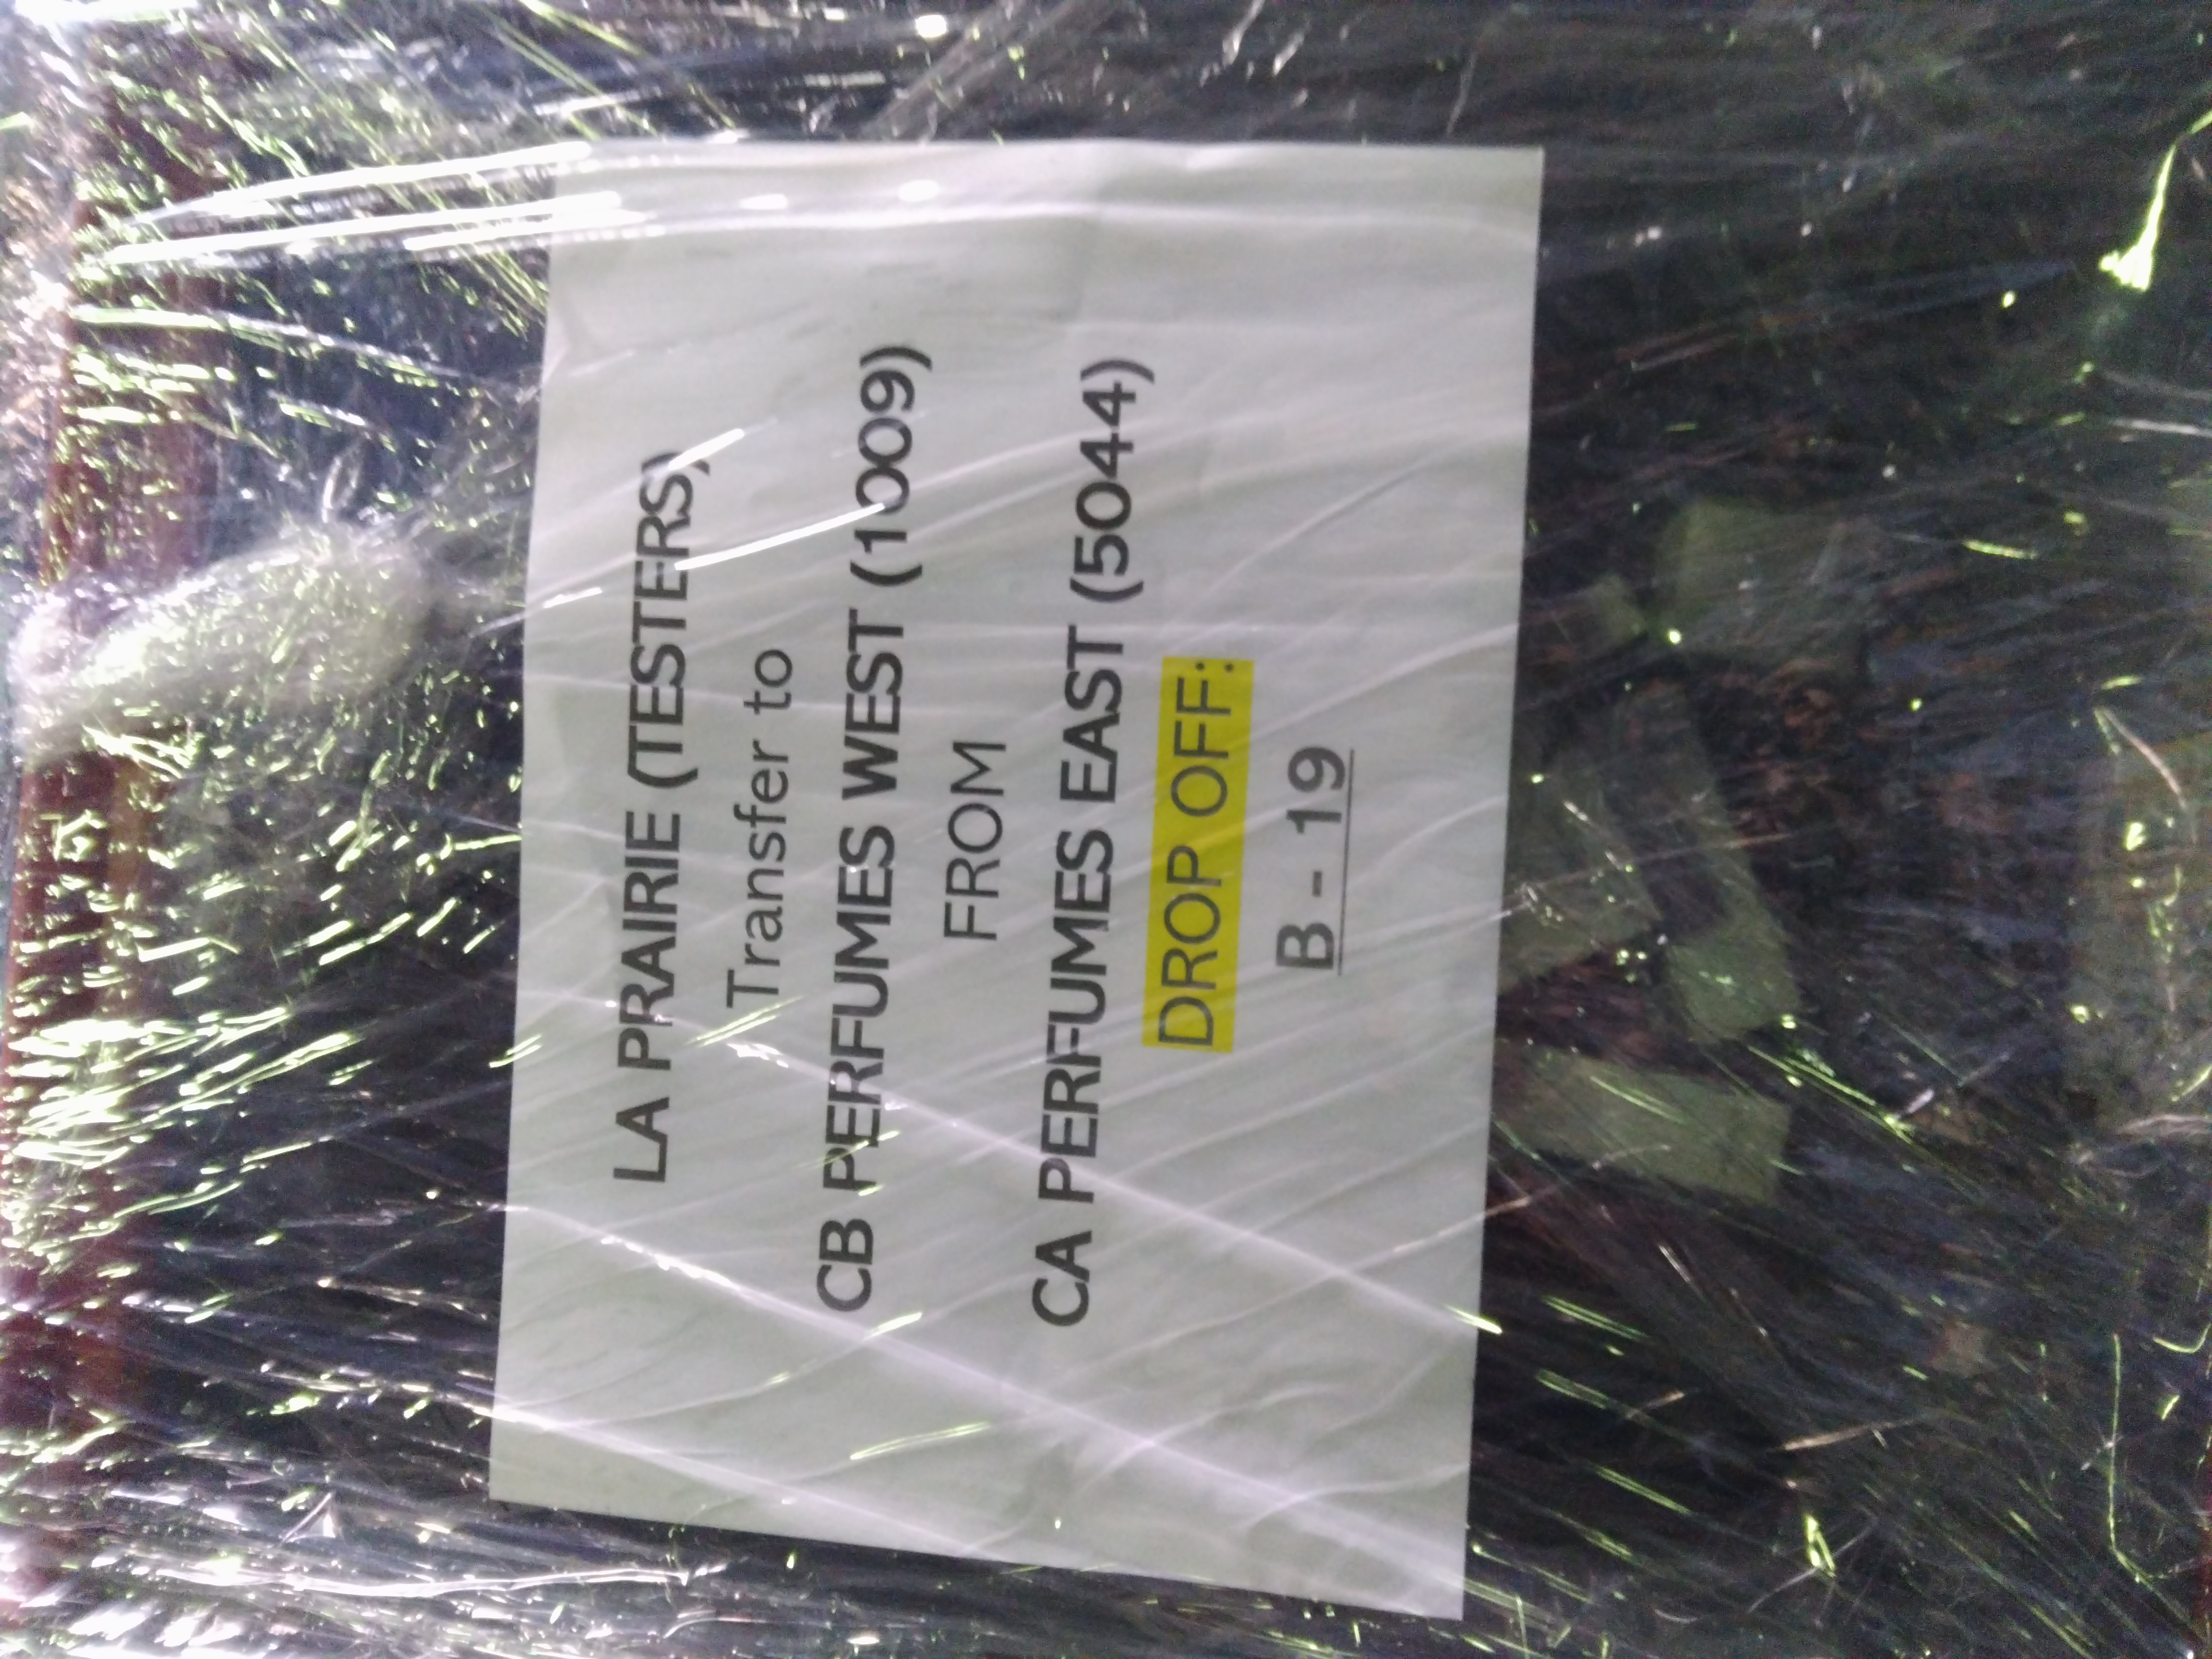 LA PRAIRIE (TESTERS)
Transfer to
CB PERFUMES WEST (1009)
FROM
CA PERFUMES EAST (5044)
DROP OFF:
B - 19